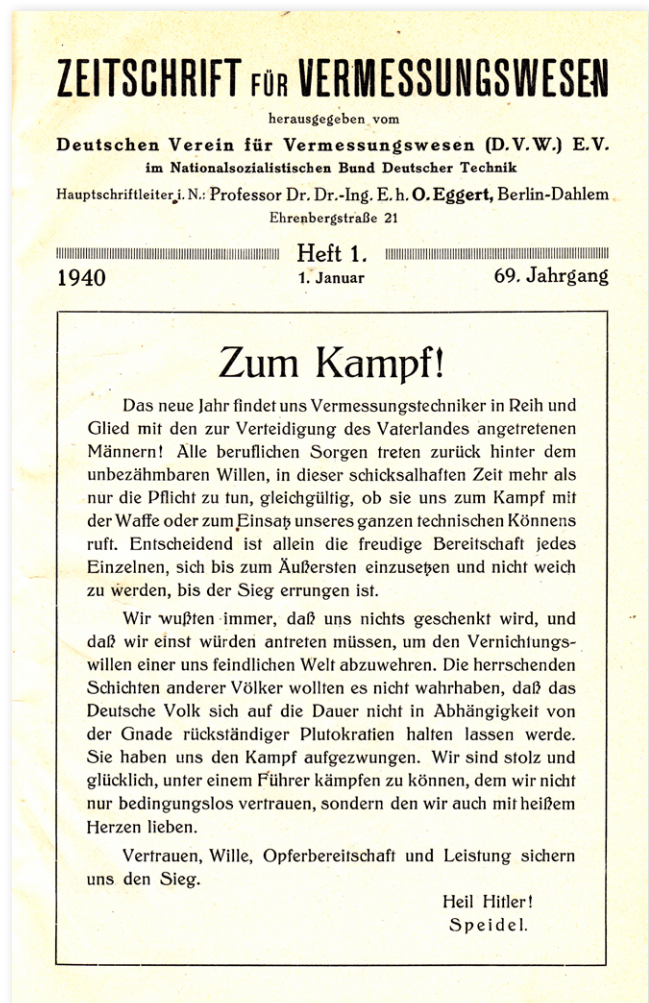 ZEITSCHRIFT FÜR VERMESSUNGSWESEN
herausgegeben vom
Deutschen Verein für Vermessungswesen (D.V.W.) E.V.
im Nationalsozialistischen Bund Deutscher Technik
Hauptschriftleiter i. N.: Professor Dr. Dr.-Ing. E. h. O. Eggert, Berlin-Dahlem
Ehrenbergstraße 21
Heft 1.
1940 1. Januar 69. Jahrgang
Zum Kampf!
Das neue Jahr findet uns Vermessungstechniker in Reih und
Glied mit den zur Verteidigung des Vaterlandes angetretenen
Männern! Alle beruflichen Sorgen treten zurück hinter dem
unbezähmbaren Willen, in dieser schicksalhaften Zeit mehr als
nur die Pflicht zu tun, gleichgültig, ob sie uns zum Kampf mit
der Waffe oder zum Einsatz unseres ganzen technischen Könnens
ruft. Entscheidend ist allein die freudige Bereitschaft jedes
Einzelnen, sich bis zum Äußersten einzusetzen und nicht weich
zu werden, bis der Sieg errungen ist.
Wir wußten immer, daß uns nichts geschenkt wird, und
daß wir einst würden antreten müssen, um den Vernichtungs-
willen einer uns feindlichen Welt abzuwehren. Die herrschenden
Schichten anderer Völker wollten es nicht wahrhaben, daß das
Deutsche Volk sich auf die Dauer nicht in Abhängigkeit von
der Gnade rückständiger Plutokratien halten lassen werde.
Sie haben uns den Kampf aufgezwungen. Wir sind stolz und
glücklich, unter einem Führer kämpfen zu können, dem wir nicht
nur bedingungslos vertrauen, sondern den wir auch mit heißem
Herzen lieben.
Vertrauen, Wille, Opferbereitschaft und Leistung sichern
uns den Sieg.
Heil Hitler!
Speidel.